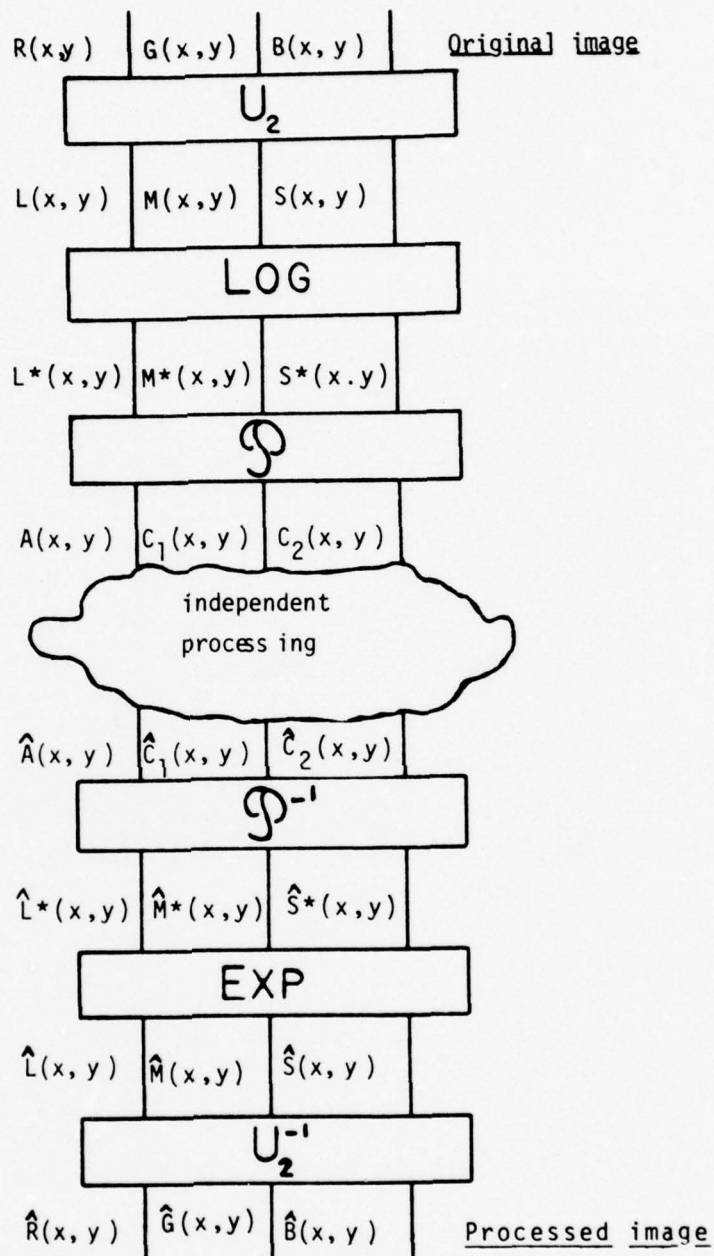 R(x,y) G(x,y) B(x,y) Original image
U₂
L(x,y) M(x,y) S(x,y)
LOG
L*(x,y) M*(x,y) S*(x.y)
𝒫
A(x,y) C₁(x,y) C₂(x,y)
independent
processing
Â(x,y) Ĉ₁(x,y) Ĉ₂(x,y)
𝒫⁻¹
L̂*(x,y) M̂*(x,y) Ŝ*(x,y)
EXP
L̂(x,y) M̂(x,y) Ŝ(x,y)
U₂⁻¹
R̂(x,y) Ĝ(x,y) B̂(x,y) Processed image